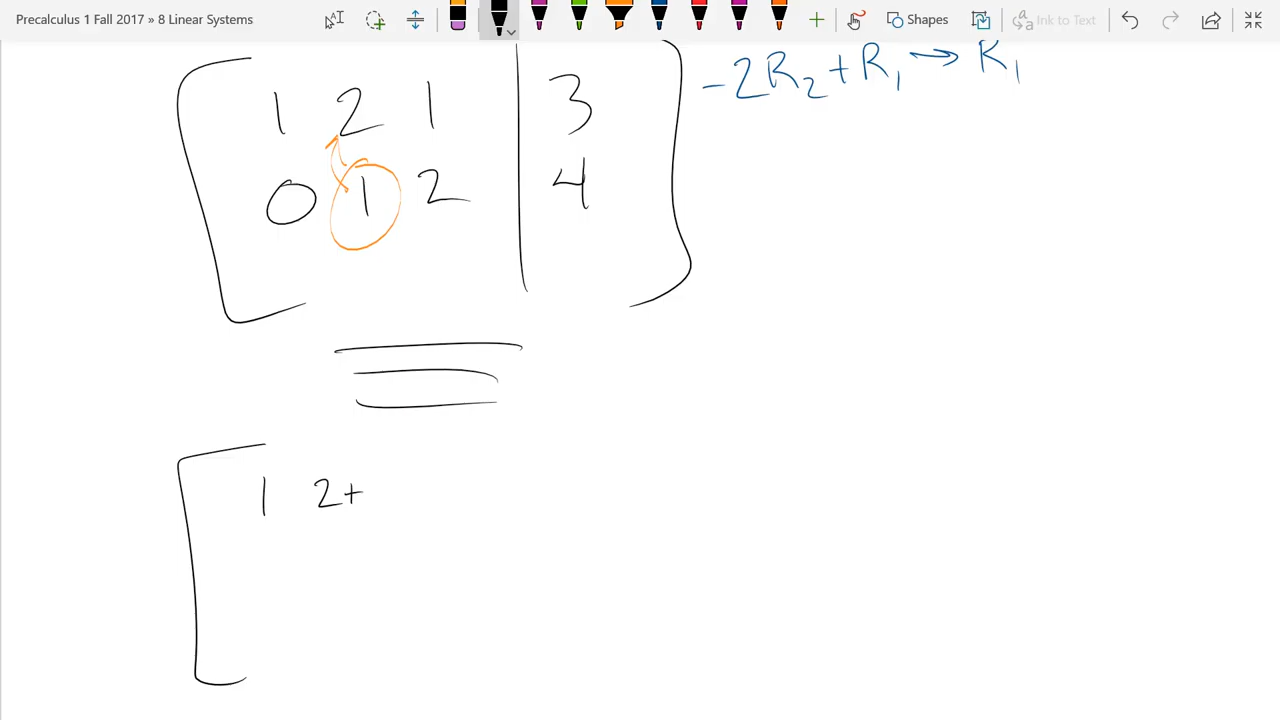 Precalculus 1 Fall 2017 » 8 Linear Systems
Shapes
Ink to Text
-2R₂ + R₁ → R₁
1 2 1 | 3
0 1 2 | 4
1 2+